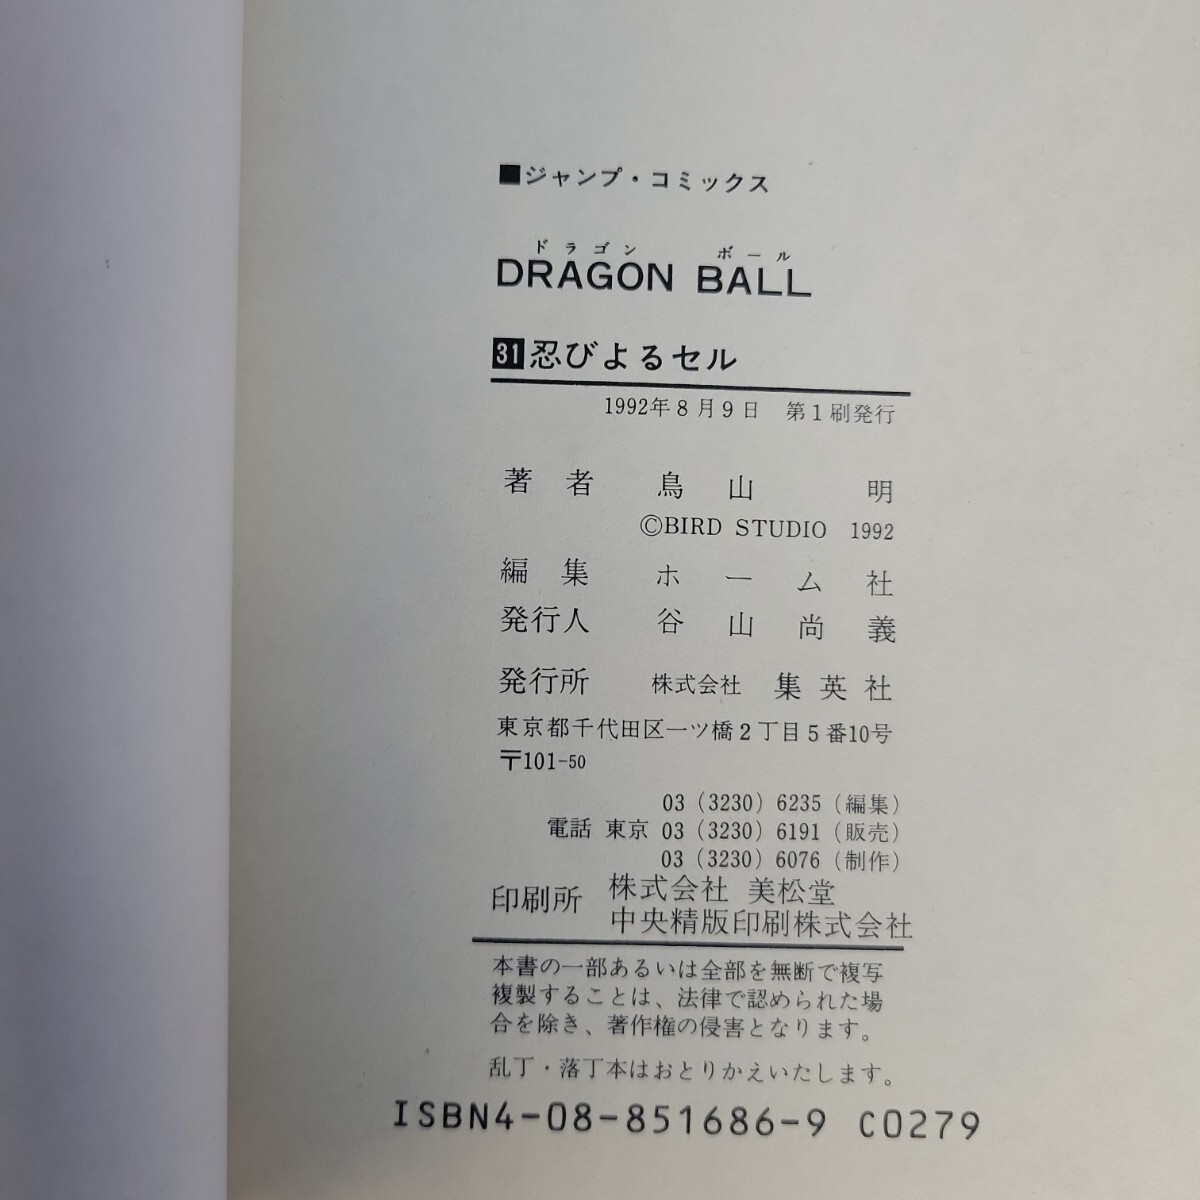 ■ジャンプ・コミックス
ドラゴン ボール
DRAGON BALL
31忍びよるセル
1992年8月9日 第1刷発行
著者 鳥山 明
©BIRD STUDIO 1992
編集 ホーム社
発行人 谷山尚義
発行所 株式会社 集英社
東京都千代田区一ツ橋2丁目5番10号
〒101-50
03(3230)6235(編集)
電話 東京 03(3230)6191(販売)
03(3230)6076(制作)
印刷所 株式会社 美松堂
中央精版印刷株式会社
本書の一部あるいは全部を無断で複写
複製することは、法律で認められた場
合を除き、著作権の侵害となります。
乱丁・落丁本はおとりかえいたします。
ISBN4-08-851686-9 C0279